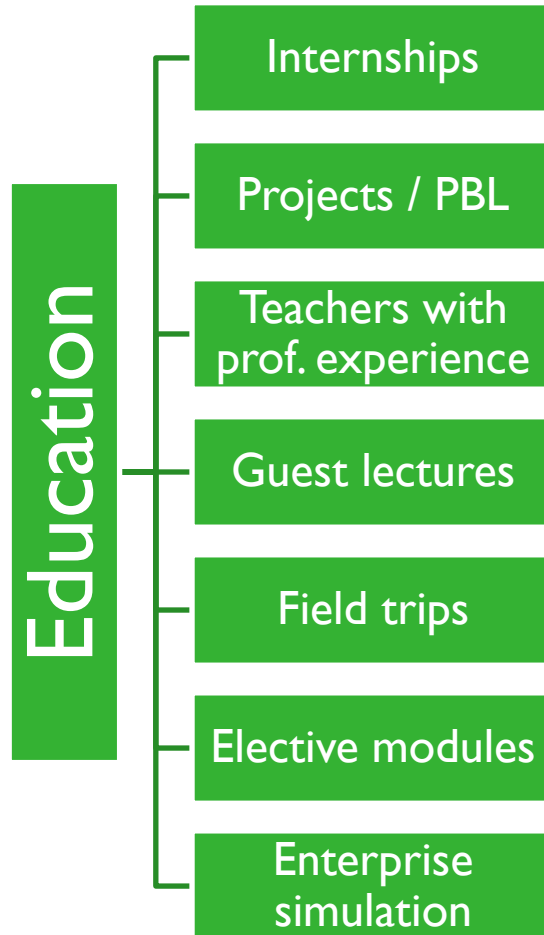 Education
Internships
Projects / PBL
Teachers with
prof. experience
Guest lectures
Field trips
Elective modules
Enterprise
simulation